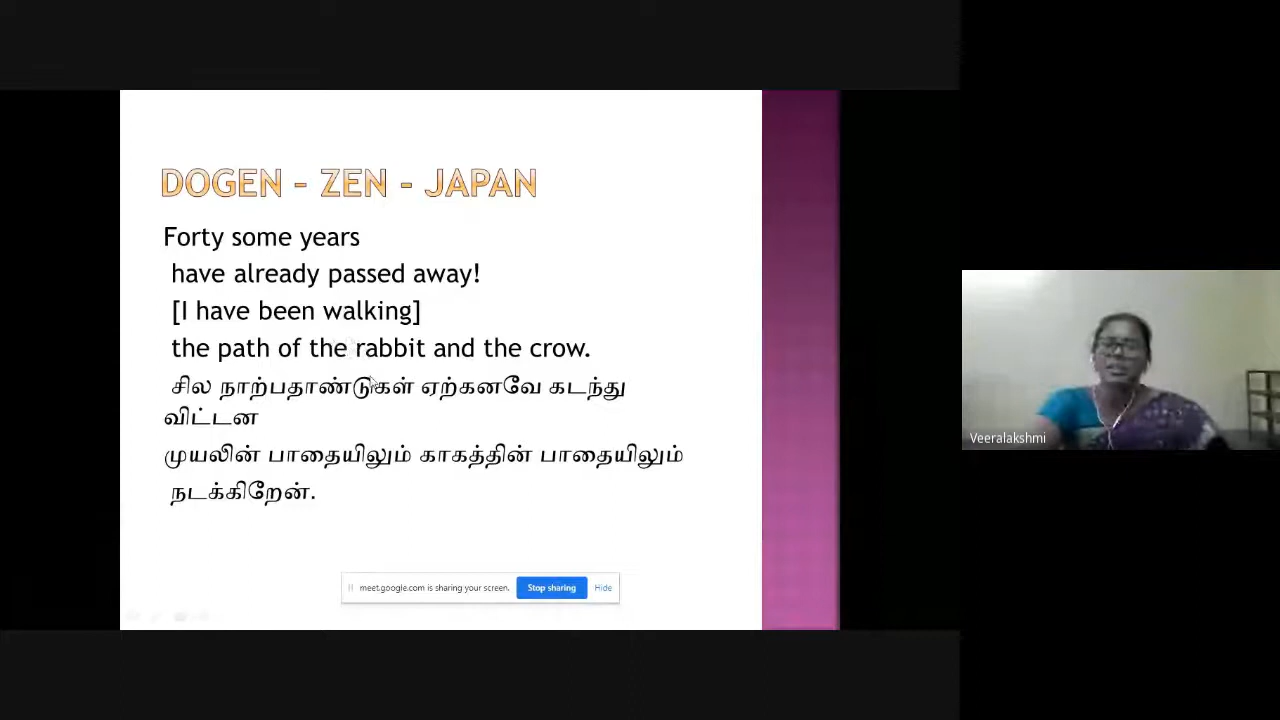 DOGEN - ZEN - JAPAN
Forty some years
have already passed away!
[I have been walking]
the path of the rabbit and the crow.
சில நாற்பதாண்டுகள் ஏற்கனவே கடந்து
விட்டன
முயலின் பாதையிலும் காகத்தின் பாதையிலும்
நடக்கிறேன்.
meet.google.com is sharing your screen. Stop sharing Hide
Veeralakshmi